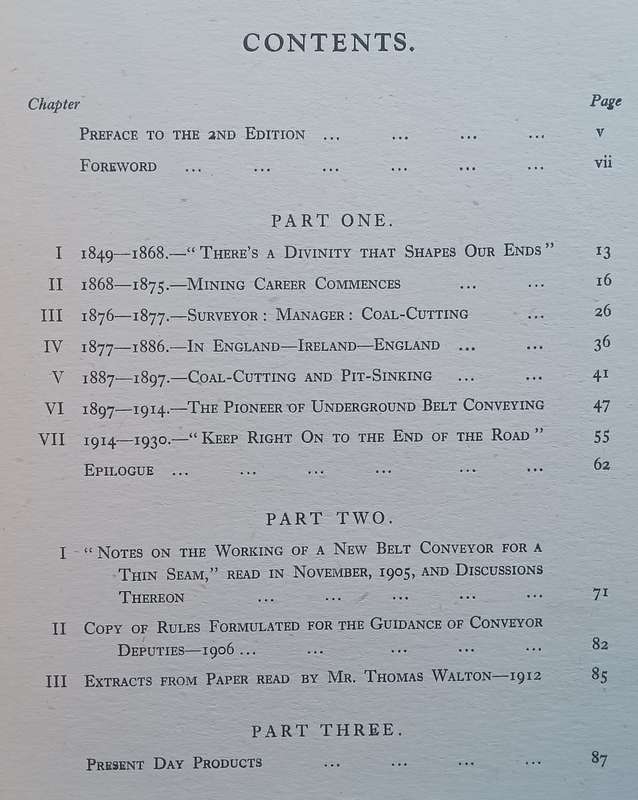 CONTENTS.
Chapter Page
PREFACE TO THE 2ND EDITION ... ... ... ... v
FOREWORD ... ... ... ... ... ... vii
PART ONE.
I 1849—1868.—“THERE'S A DIVINITY THAT SHAPES OUR ENDS” 13
II 1868—1875.—MINING CAREER COMMENCES ... ... 16
III 1876—1877.—SURVEYOR: MANAGER: COAL-CUTTING ... 26
IV 1877—1886.—IN ENGLAND—IRELAND—ENGLAND ... ... 36
V 1887—1897.—COAL-CUTTING AND PIT-SINKING ... ... 41
VI 1897—1914.—THE PIONEER OF UNDERGROUND BELT CONVEYING 47
VII 1914—1930.—“KEEP RIGHT ON TO THE END OF THE ROAD” 55
EPILOGUE ... ... ... ... ... ... 62
PART TWO.
I “NOTES ON THE WORKING OF A NEW BELT CONVEYOR FOR A
THIN SEAM,” READ IN NOVEMBER, 1905, AND DISCUSSIONS
THEREON ... ... ... ... ... 71
II COPY OF RULES FORMULATED FOR THE GUIDANCE OF CONVEYOR
DEPUTIES—1906 ... ... ... ... ... 82
III EXTRACTS FROM PAPER READ BY MR. THOMAS WALTON—1912 85
PART THREE.
PRESENT DAY PRODUCTS ... ... ... ... 87